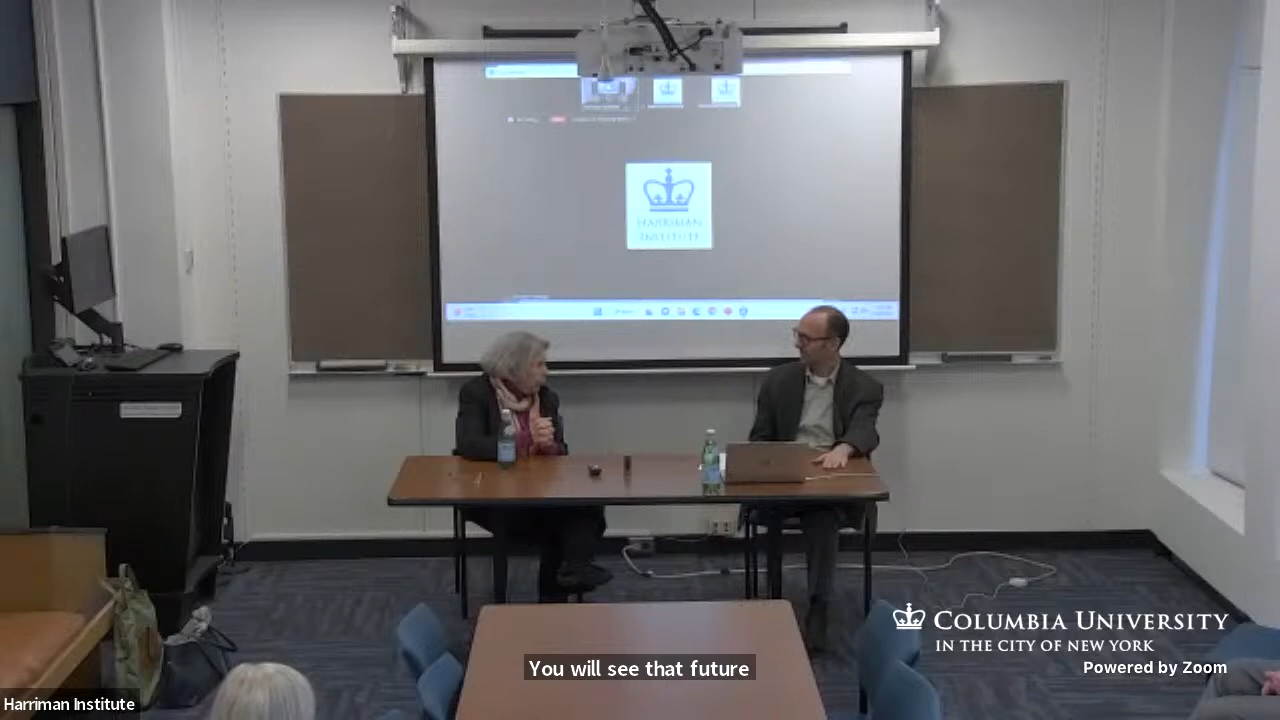 HARRIMAN
INSTITUTE
COLUMBIA UNIVERSITY
IN THE CITY OF NEW YORK
You will see that future
Powered by Zoom
Harriman Institute